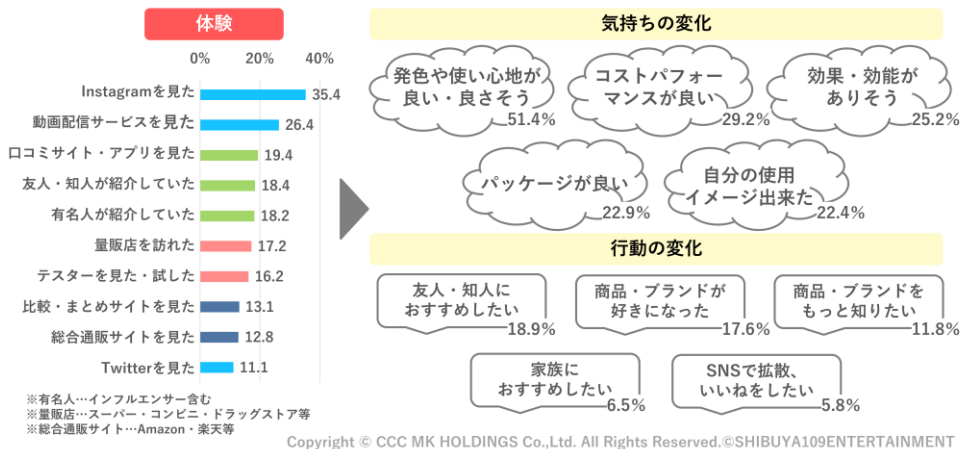 体験
0%
20%
40%
Instagramを見た
35.4
動画配信サービスを見た
26.4
口コミサイト・アプリを見た
19.4
友人・知人が紹介していた
18.4
有名人が紹介していた
18.2
量販店を訪れた
17.2
テスターを見た・試した
16.2
比較・まとめサイトを見た
13.1
総合通販サイトを見た
12.8
Twitterを見た
11.1
※有名人…インフルエンサー含む
※量販店…スーパー・コンビニ・ドラッグストア等
※総合通販サイト…Amazon・楽天等
気持ちの変化
発色や使い心地が
良い・良さそう
51.4%
コストパフォー
マンスが良い
29.2%
効果・効能が
ありそう
25.2%
パッケージが良い
22.9%
自分の使用
イメージ出来た
22.4%
行動の変化
友人・知人に
おすすめしたい
18.9%
商品・ブランドが
好きになった
17.6%
商品・ブランドを
もっと知りたい
11.8%
家族に
おすすめしたい
6.5%
SNSで拡散、
いいねをしたい
5.8%
Copyright © CCC MK HOLDINGS Co.,Ltd. All Rights Reserved.©SHIBUYA109ENTERTAINMENT